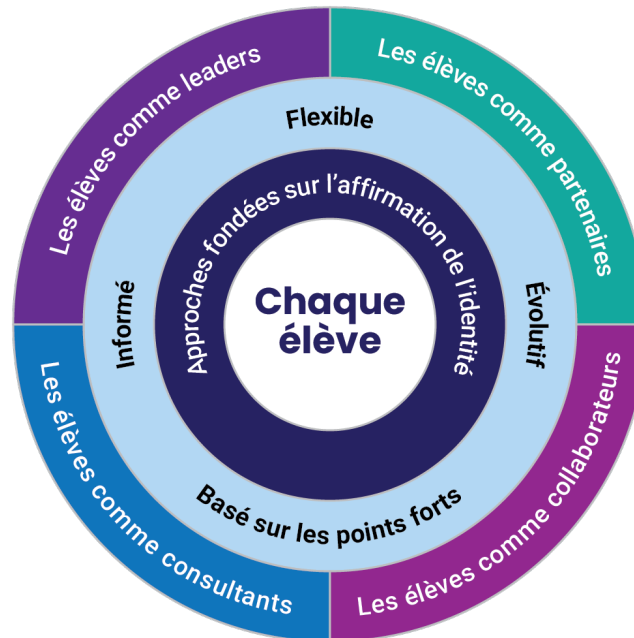 Les élèves comme leaders
Les élèves comme partenaires
Flexible
Approches fondées sur l'affirmation de l'identité
Informé
Chaque
élève
Évolutif
Basé sur les points forts
Les élèves comme consultants
Les élèves comme collaborateurs